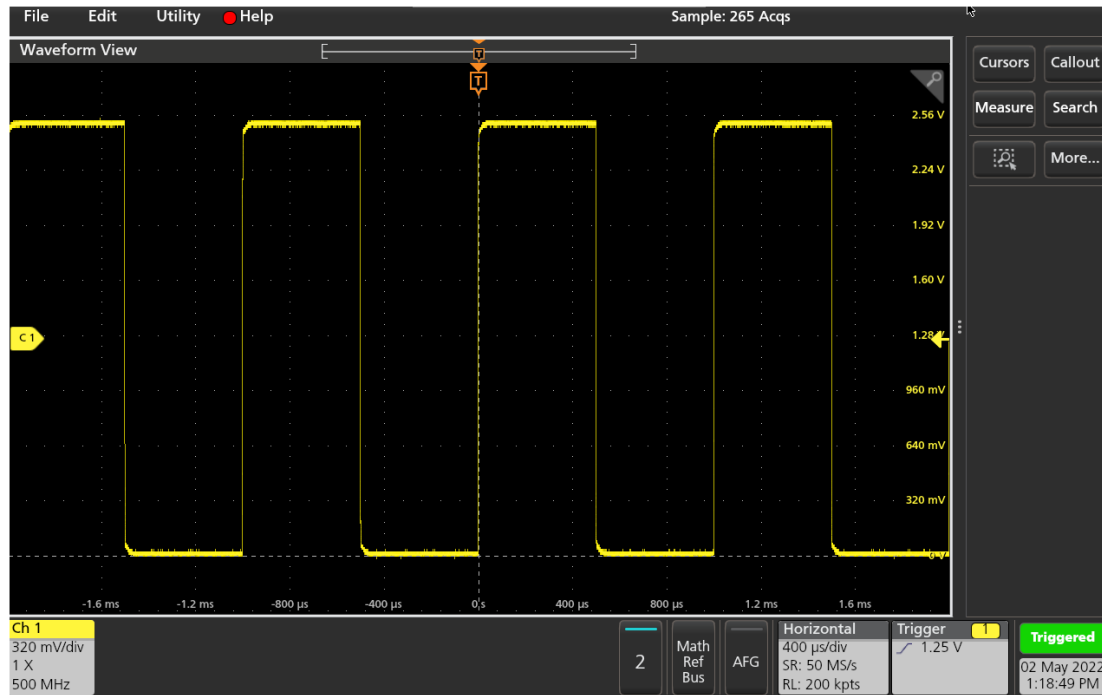 File Edit Utility Help Sample: 265 Acqs
Waveform View
T
T
Cursors Callout
Measure Search
More...
2.56 V
2.24 V
1.92 V
1.60 V
C 1
1.28 V
960 mV
640 mV
320 mV
0 V
-1.6 ms -1.2 ms -800 µs -400 µs 0 s 400 µs 800 µs 1.2 ms 1.6 ms
Ch 1
320 mV/div
1 X
500 MHz
2
Math
Ref
Bus
AFG
Horizontal
400 µs/div
SR: 50 MS/s
RL: 200 kpts
Trigger 1
1.25 V
Triggered
02 May 2022
1:18:49 PM